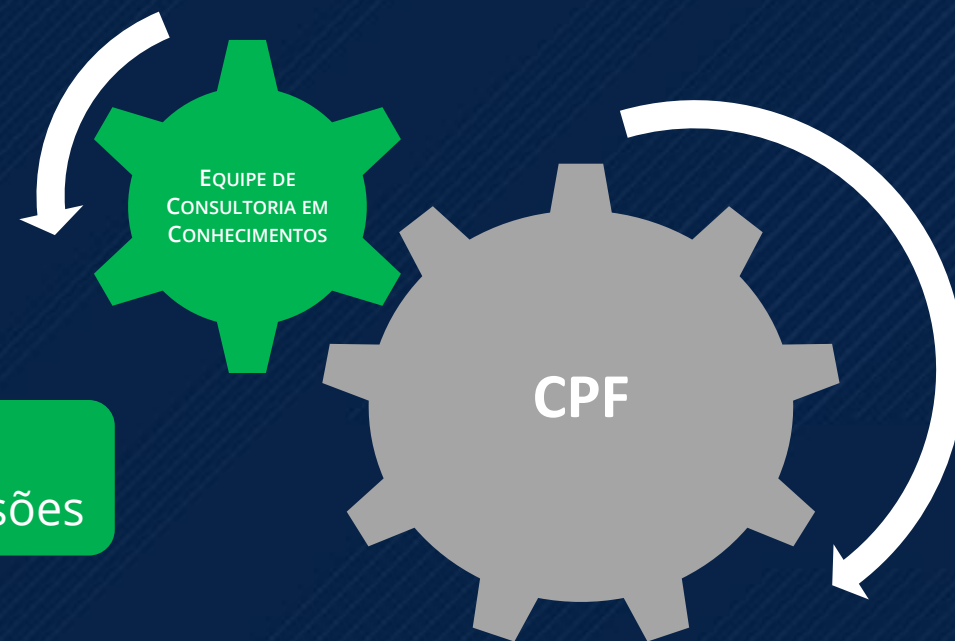 Equipe de
Consultoria em
Conhecimentos
CPF
sões